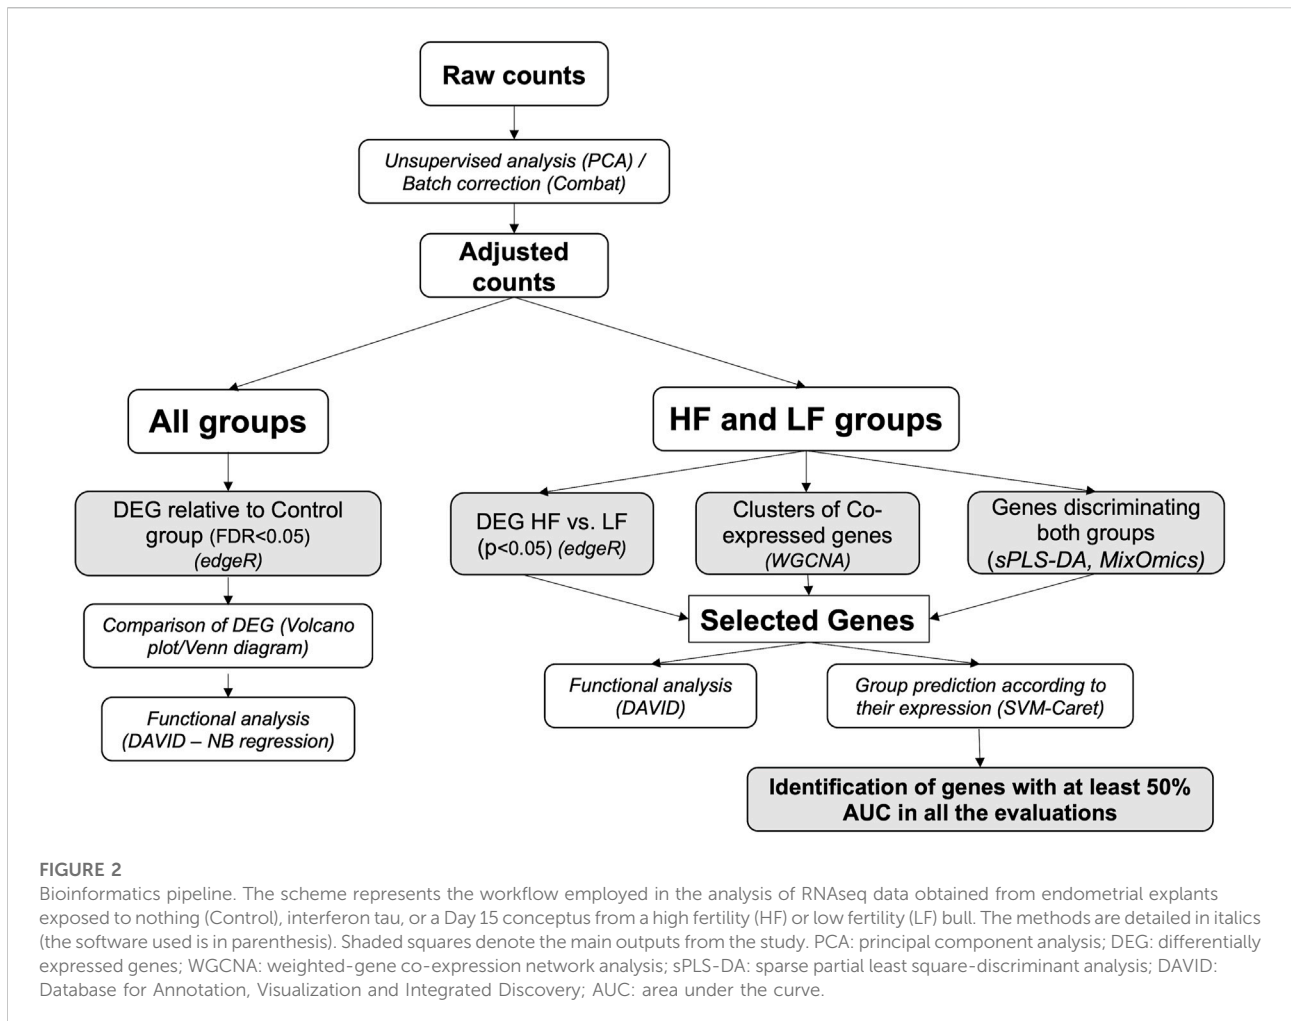 Raw counts
Unsupervised analysis (PCA) /
Batch correction (Combat)
Adjusted
counts
All groups
HF and LF groups
DEG relative to Control
group (FDR<0.05)
(edgeR)
DEG HF vs. LF
(p<0.05) (edgeR)
Clusters of Co-
expressed genes
(WGCNA)
Genes discriminating
both groups
(sPLS-DA, MixOmics)
Comparison of DEG (Volcano
plot/Venn diagram)
Selected Genes
Functional analysis
(DAVID – NB regression)
Functional analysis
(DAVID)
Group prediction according to
their expression (SVM-Caret)
Identification of genes with at least 50%
AUC in all the evaluations
FIGURE 2
Bioinformatics pipeline. The scheme represents the workflow employed in the analysis of RNAseq data obtained from endometrial explants
exposed to nothing (Control), interferon tau, or a Day 15 conceptus from a high fertility (HF) or low fertility (LF) bull. The methods are detailed in italics
(the software used is in parenthesis). Shaded squares denote the main outputs from the study. PCA: principal component analysis; DEG: differentially
expressed genes; WGCNA: weighted-gene co-expression network analysis; sPLS-DA: sparse partial least square-discriminant analysis; DAVID:
Database for Annotation, Visualization and Integrated Discovery; AUC: area under the curve.